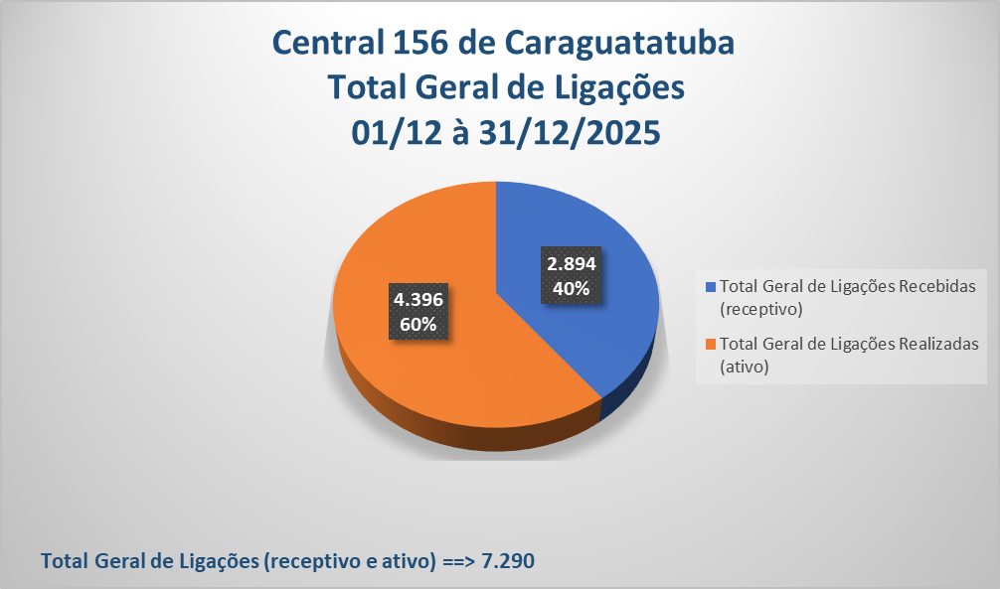 Central 156 de Caraguatatuba
Total Geral de Ligações
01/12 à 31/12/2025
2.894
40%
4.396
60%
Total Geral de Ligações Recebidas
(receptivo)
Total Geral de Ligações Realizadas
(ativo)
Total Geral de Ligações (receptivo e ativo) ==> 7.290